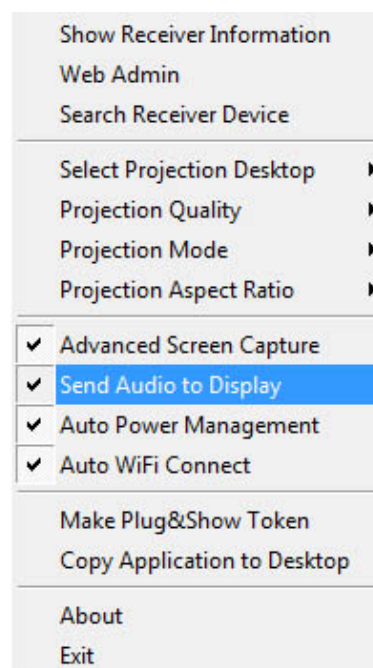 Show Receiver Information
Web Admin
Search Receiver Device
Select Projection Desktop
Projection Quality
Projection Mode
Projection Aspect Ratio
Advanced Screen Capture
Send Audio to Display
Auto Power Management
Auto WiFi Connect
Make Plug&Show Token
Copy Application to Desktop
About
Exit